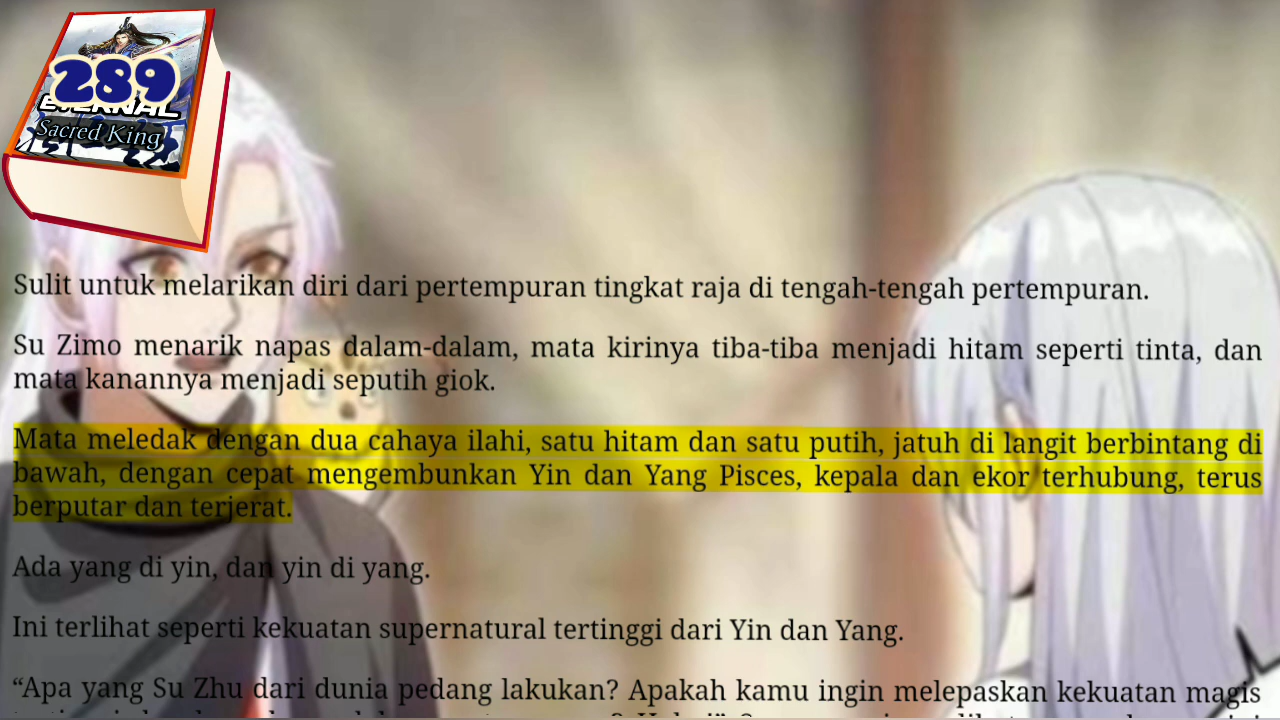 289
ETERNAL
Sacred King
Sulit untuk melarikan diri dari pertempuran tingkat raja di tengah-tengah pertempuran.
Su Zimo menarik napas dalam-dalam, mata kirinya tiba-tiba menjadi hitam seperti tinta, dan
mata kanannya menjadi seputih giok.
Mata meledak dengan dua cahaya ilahi, satu hitam dan satu putih, jatuh di langit berbintang di
bawah, dengan cepat mengembunkan Yin dan Yang Pisces, kepala dan ekor terhubung, terus
berputar dan terjerat.
Ada yang di yin, dan yin di yang.
Ini terlihat seperti kekuatan supernatural tertinggi dari Yin dan Yang.
“Apa yang Su Zhu dari dunia pedang lakukan? Apakah kamu ingin melepaskan kekuatan magis